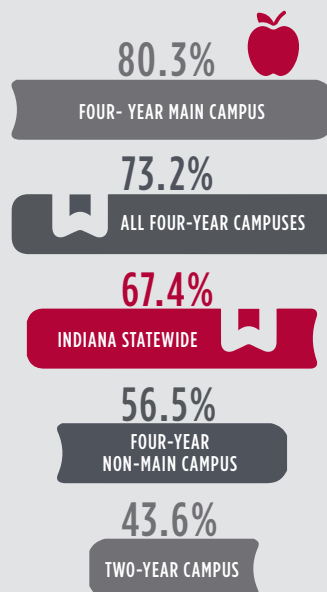 80.3%
FOUR- YEAR MAIN CAMPUS
73.2%
ALL FOUR-YEAR CAMPUSES
67.4%
INDIANA STATEWIDE
56.5%
FOUR-YEAR
NON-MAIN CAMPUS
43.6%
TWO-YEAR CAMPUS